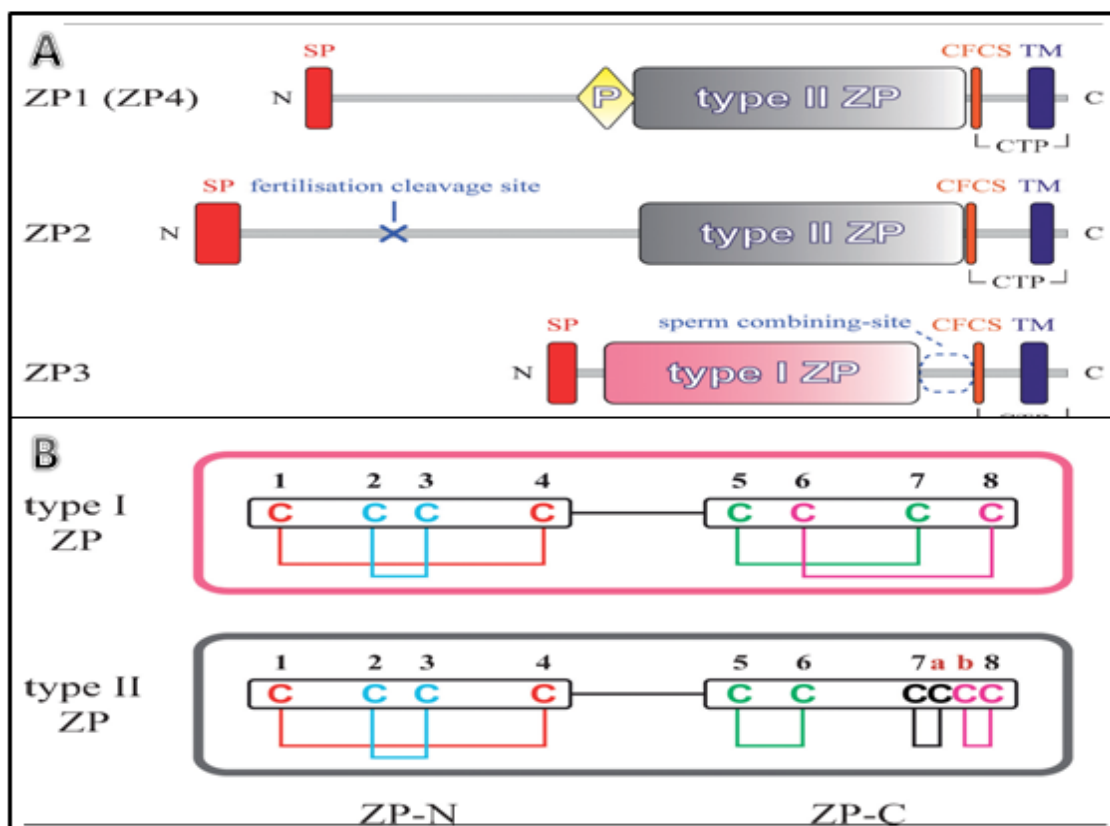 A
SP CFCS TM
ZP1 (ZP4) N P type II ZP C
CTP
SP fertilisation cleavage site CFCS TM
ZP2 N type II ZP C
CTP
sperm combining-site
SP CFCS TM
ZP3 N type I ZP C
B
1 2 3 4 5 6 7 8
type I C C C C C C C C
ZP
1 2 3 4 5 6 7 a b 8
type II C C C C C C CCCC
ZP
ZP-N ZP-C